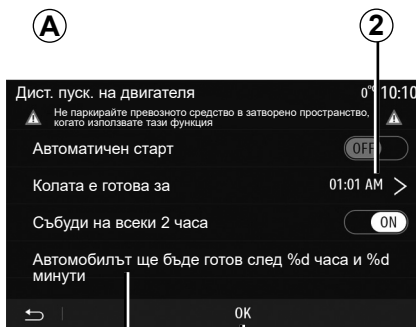 A
2
Дист. пуск. на двигателя 0° 10:10
Не паркирайте превозното средство в затворено пространство,
когато използвате тази функция
Автоматичен старт OFF
Колата е готова за 01:01 AM
Събуди на всеки 2 часа ON
Автомобилът ще бъде готов след %d часа и %d
минути
OK